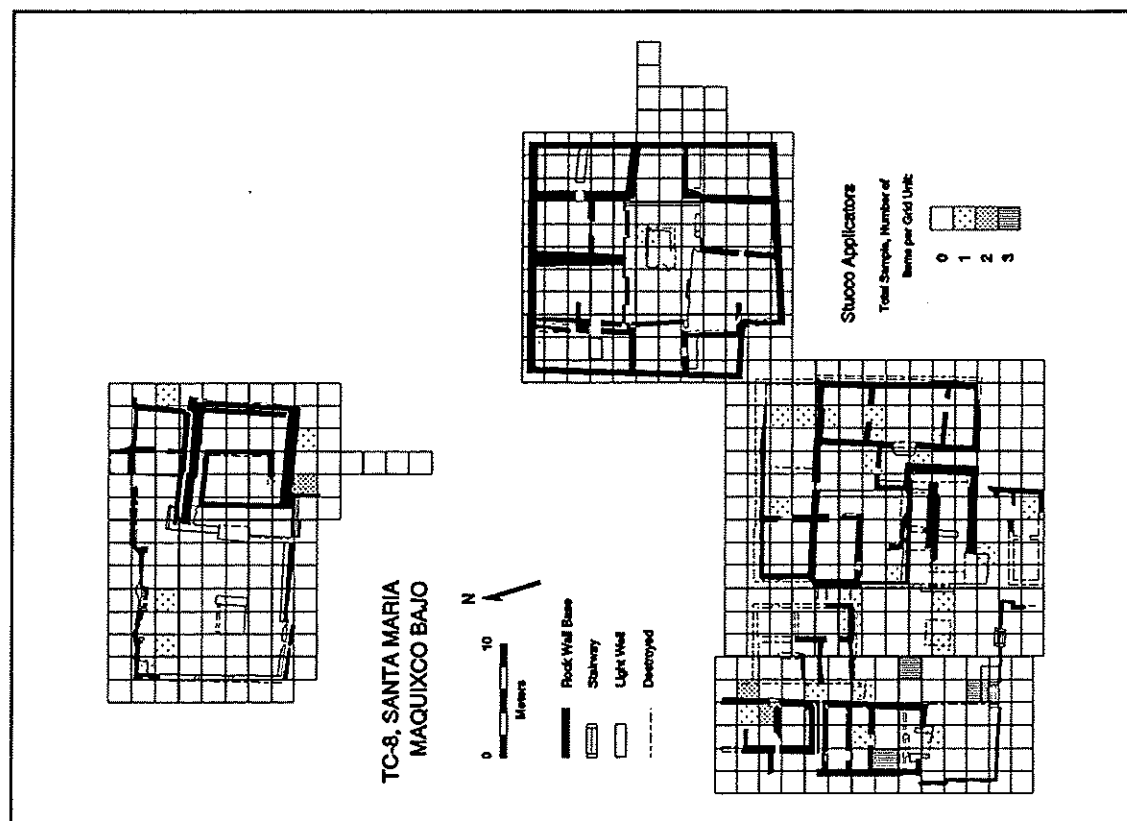 TC-8, SANTA MARIA
MAQUIXCO BAJO
N
0 10
Meters
Rock Wall Base
Stairway
Light Well
Destroyed
Stucco Applicators
Total Sample, Number of
Items per Grid Unit:
0
1
2
3